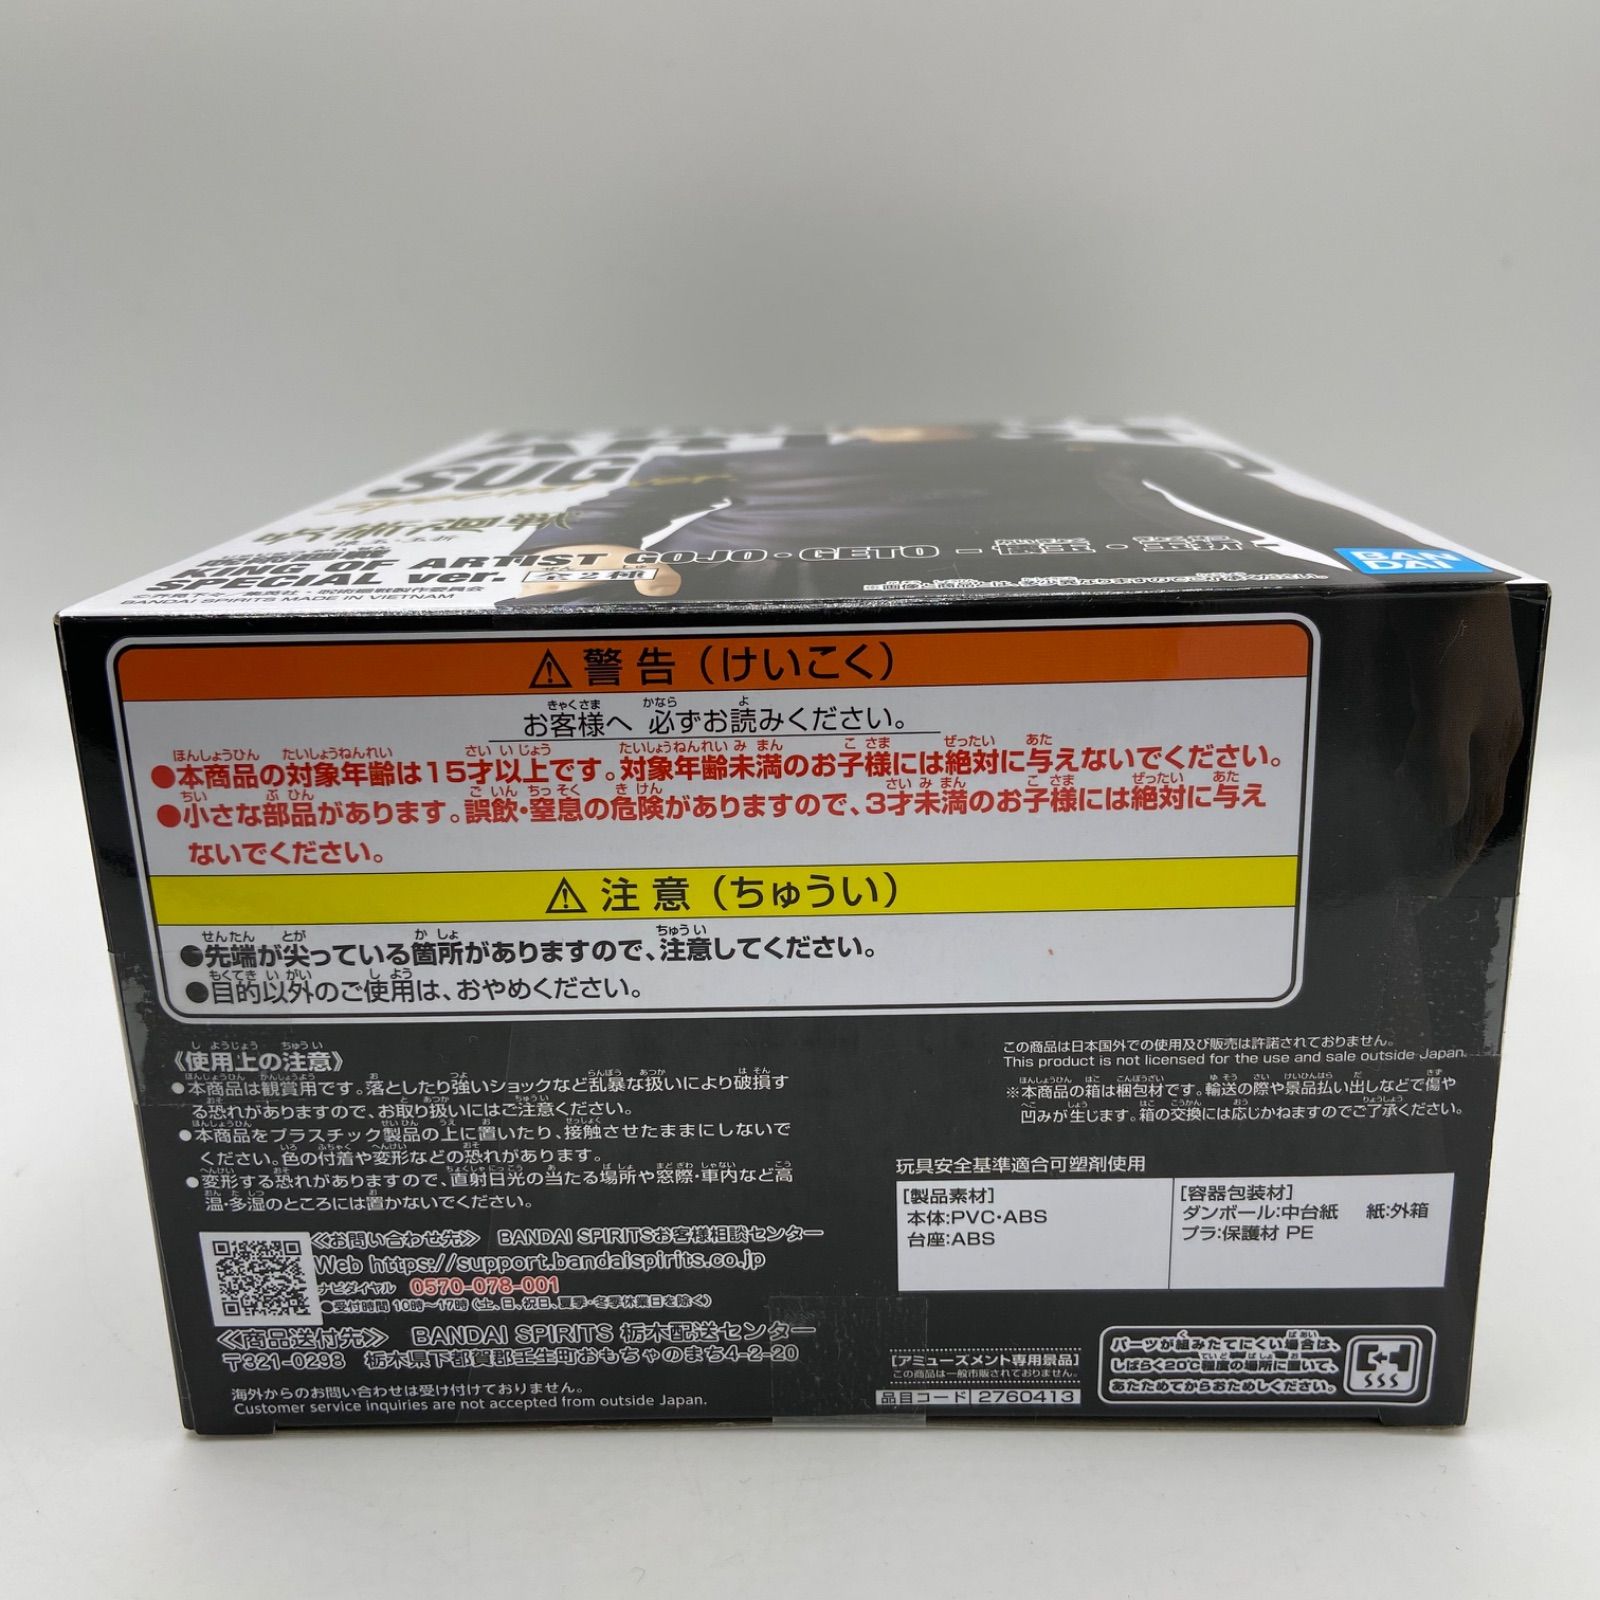 SUG
Special ver.
呪術廻戦
KING OF ARTIST GOJO・GETO － 懐玉・玉折 －
SPECIAL ver. 全2種
BANDAI SPIRITS MADE IN VIETNAM
BAN
DAI
⚠ 警告（けいこく）
お客様へ 必ずお読みください。
●本商品の対象年齢は15才以上です。対象年齢未満のお子様には絶対に与えないでください。
●小さな部品があります。誤飲・窒息の危険がありますので、3才未満のお子様には絶対に与え
ないでください。
⚠ 注意（ちゅうい）
●先端が尖っている箇所がありますので、注意してください。
●目的以外のご使用は、おやめください。
《使用上の注意》
●本商品は観賞用です。落としたり強いショックなど乱暴な扱いにより破損す
る恐れがありますので、お取り扱いにはご注意ください。
●本商品をプラスチック製品の上に置いたり、接触させたままにしないで
ください。色の付着や変形などの恐れがあります。
●変形する恐れがありますので、直射日光の当たる場所や窓際・車内など高
温・多湿のところには置かないでください。
《お問い合わせ先》 BANDAI SPIRITSお客様相談センター
Web https://support.bandaispirits.co.jp
ナビダイヤル 0570-078-001
●受付時間 10時～17時（土、日、祝日、夏季・冬季休業日を除く）
《商品送付先》 BANDAI SPIRITS 栃木配送センター
〒321-0298 栃木県下都賀郡壬生町おもちゃのまち4-2-20
海外からのお問い合わせは受け付けておりません。
Customer service inquiries are not accepted from outside Japan.
この商品は日本国外での使用及び販売は許諾されておりません。
This product is not licensed for the use and sale outside Japan.
※本商品の箱は梱包材です。輸送の際や景品払い出しなどで傷や
凹みが生じます。箱の交換には応じかねますのでご了承ください。
玩具安全基準適合可塑剤使用
[製品素材]
本体:PVC・ABS
台座:ABS
[容器包装材]
ダンボール:中台紙 紙:外箱
プラ:保護材 PE
[アミューズメント専用景品]
この商品は一般市販されておりません。
品目コード 2760413
パーツが組みたてにくい場合は、
しばらく20℃程度の場所に置いて、
あたためてからおためしください。